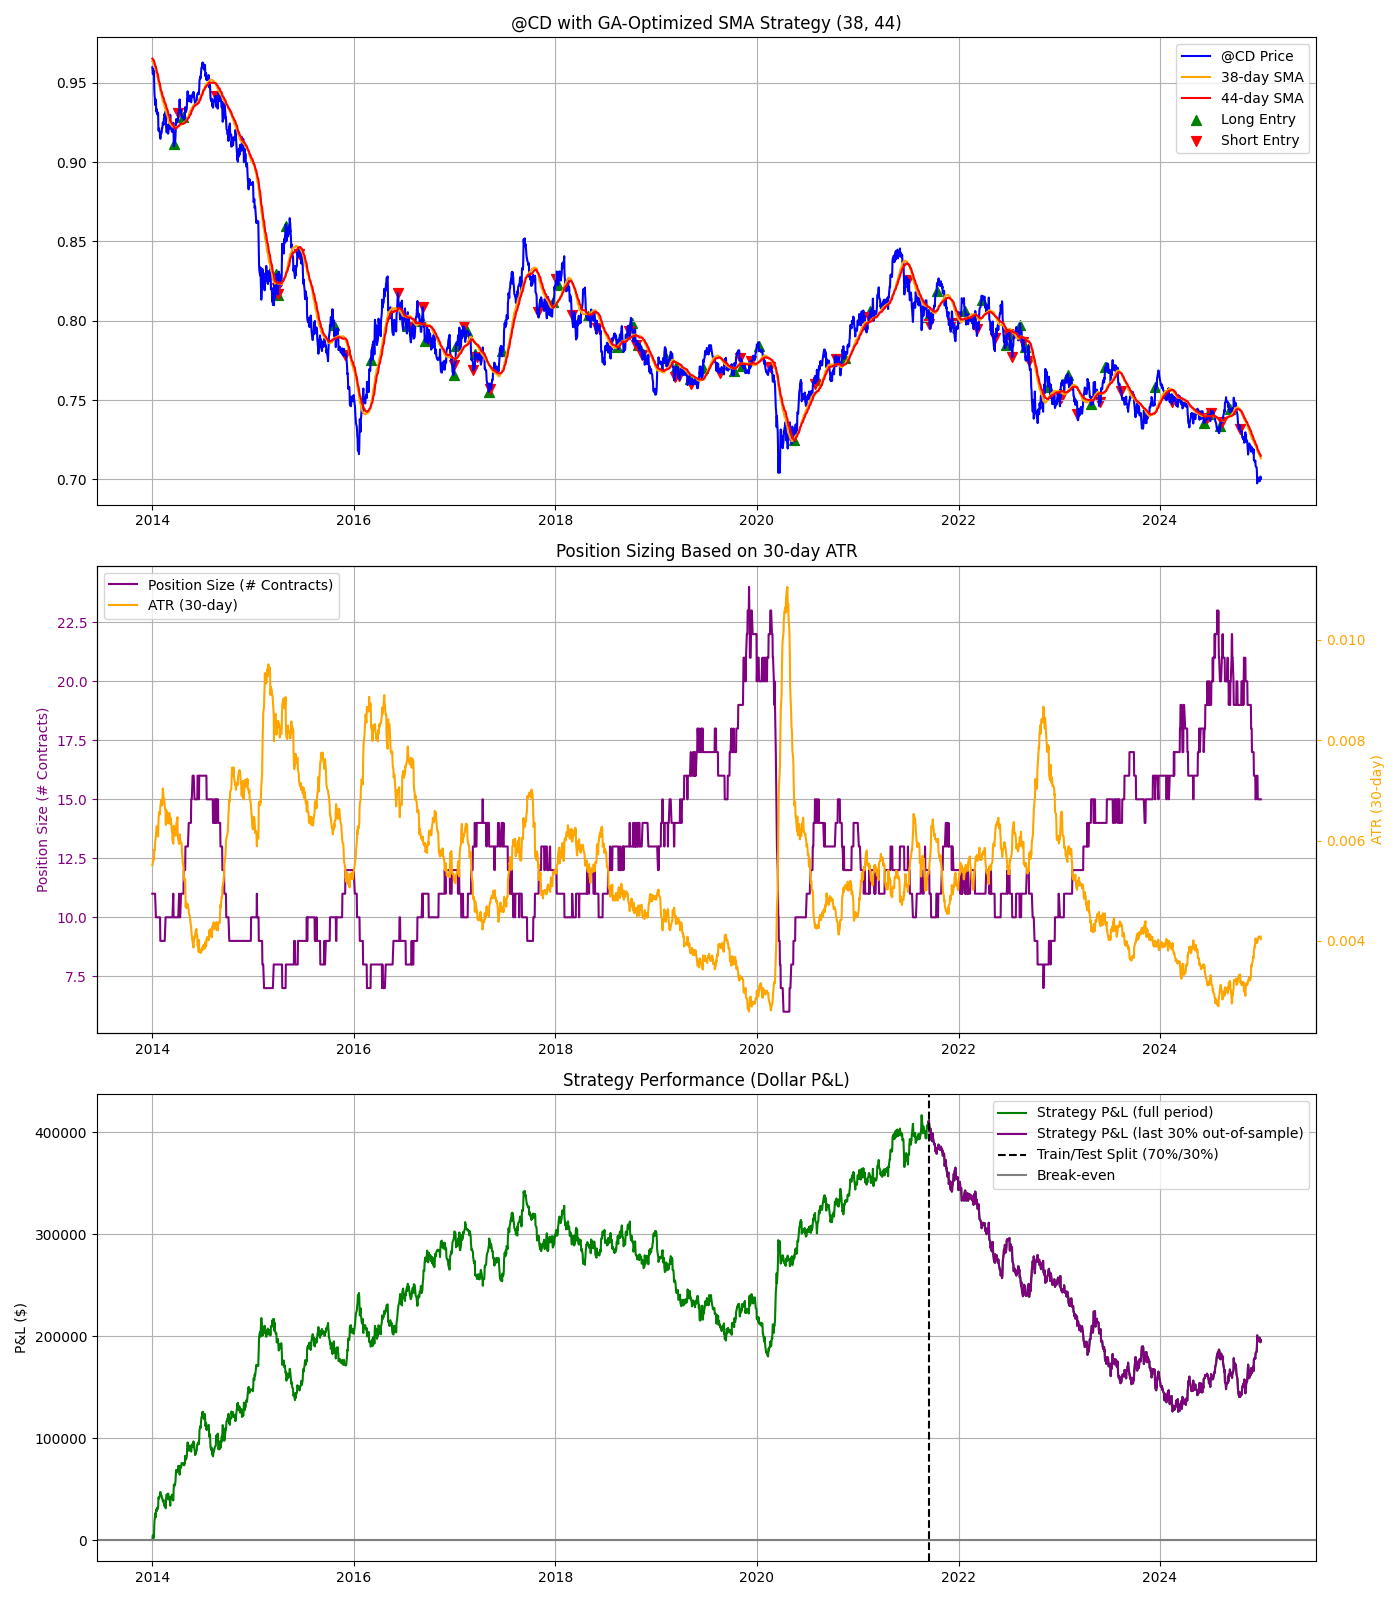 @CD with GA-Optimized SMA Strategy (38, 44)
@CD Price
38-day SMA
44-day SMA
Long Entry
Short Entry
0.95
0.90
0.85
0.80
0.75
0.70
2014 2016 2018 2020 2022 2024
Position Sizing Based on 30-day ATR
Position Size (# Contracts)
ATR (30-day)
Position Size (# Contracts)
22.5
20.0
17.5
15.0
12.5
10.0
7.5
0.010
0.008
0.006
0.004
ATR (30-day)
2014 2016 2018 2020 2022 2024
Strategy Performance (Dollar P&L)
Strategy P&L (full period)
Strategy P&L (last 30% out-of-sample)
Train/Test Split (70%/30%)
Break-even
P&L ($)
400000
300000
200000
100000
0
2014 2016 2018 2020 2022 2024